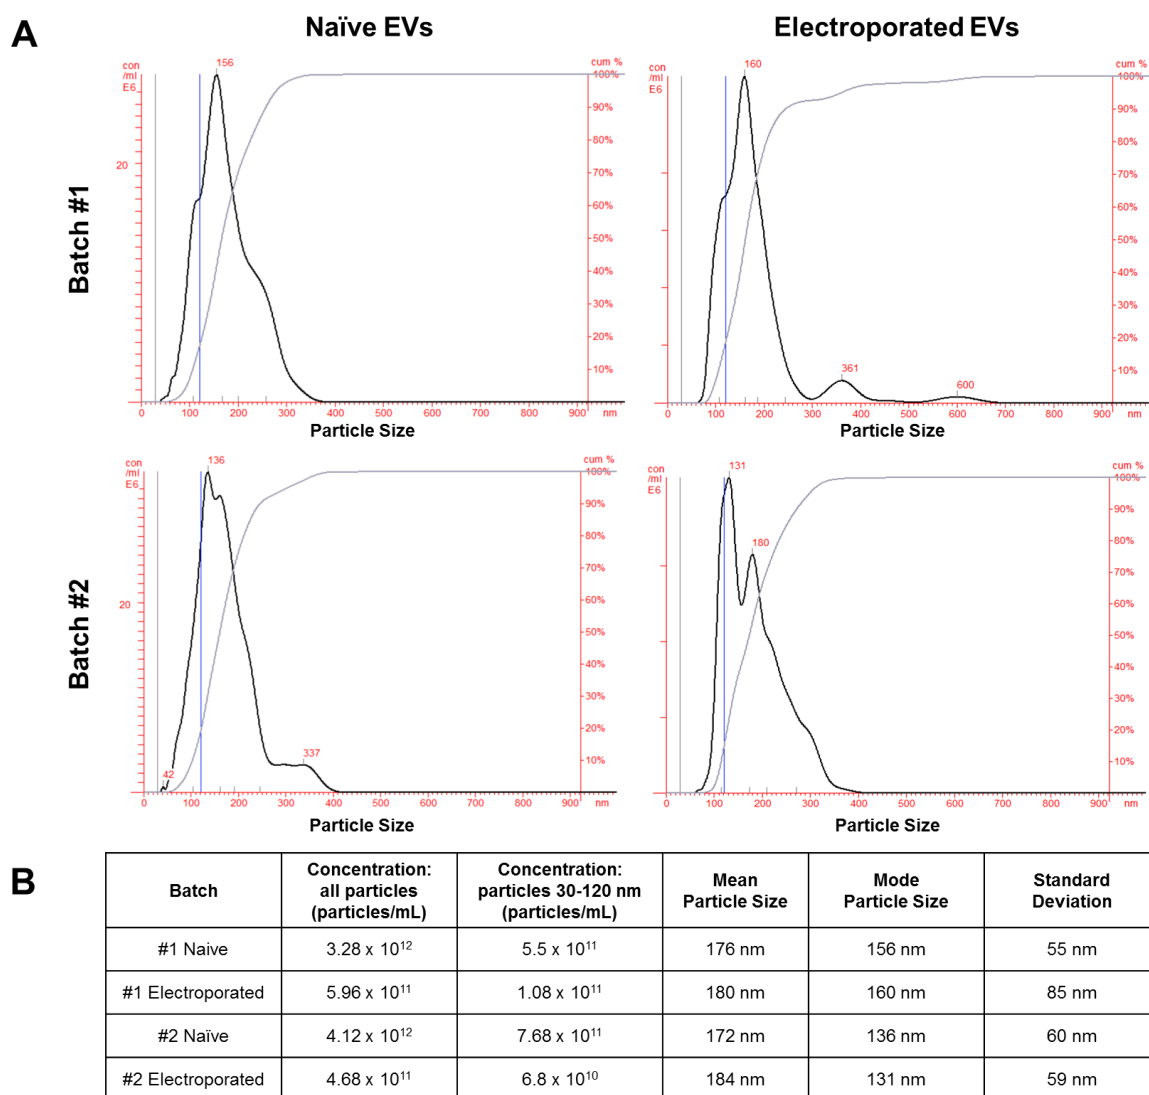 A
Naïve EVs
Electroporated EVs
Batch #1
con
/ml
E6
156
cum %
100%
90%
80%
70%
60%
50%
40%
30%
20%
10%
20
0 100 200 300 400 500 600 700 800 900 nm
Particle Size
con
/ml
E6
160
cum %
100%
90%
80%
70%
60%
50%
40%
30%
20%
10%
361
600
0 100 200 300 400 500 600 700 800 900 nm
Particle Size
Batch #2
con
/ml
E6
136
cum %
100%
90%
80%
70%
60%
50%
40%
30%
20%
10%
20
42
337
0 100 200 300 400 500 600 700 800 900 nm
Particle Size
con
/ml
E6
131
180
cum %
100%
90%
80%
70%
60%
50%
40%
30%
20%
10%
0 100 200 300 400 500 600 700 800 900 nm
Particle Size
B
Batch
Concentration:
all particles
(particles/mL)
Concentration:
particles 30-120 nm
(particles/mL)
Mean
Particle Size
Mode
Particle Size
Standard
Deviation
#1 Naive 3.28 x 10¹² 5.5 x 10¹¹ 176 nm 156 nm 55 nm
#1 Electroporated 5.96 x 10¹¹ 1.08 x 10¹¹ 180 nm 160 nm 85 nm
#2 Naïve 4.12 x 10¹² 7.68 x 10¹¹ 172 nm 136 nm 60 nm
#2 Electroporated 4.68 x 10¹¹ 6.8 x 10¹⁰ 184 nm 131 nm 59 nm